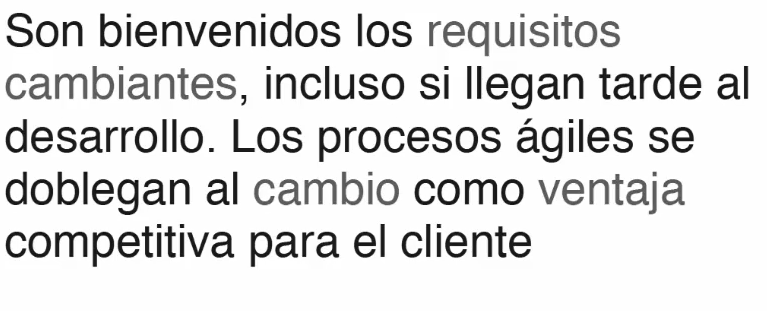 Son bienvenidos los requisitos
cambiantes, incluso si llegan tarde al
desarrollo. Los procesos ágiles se
doblegan al cambio como ventaja
competitiva para el cliente